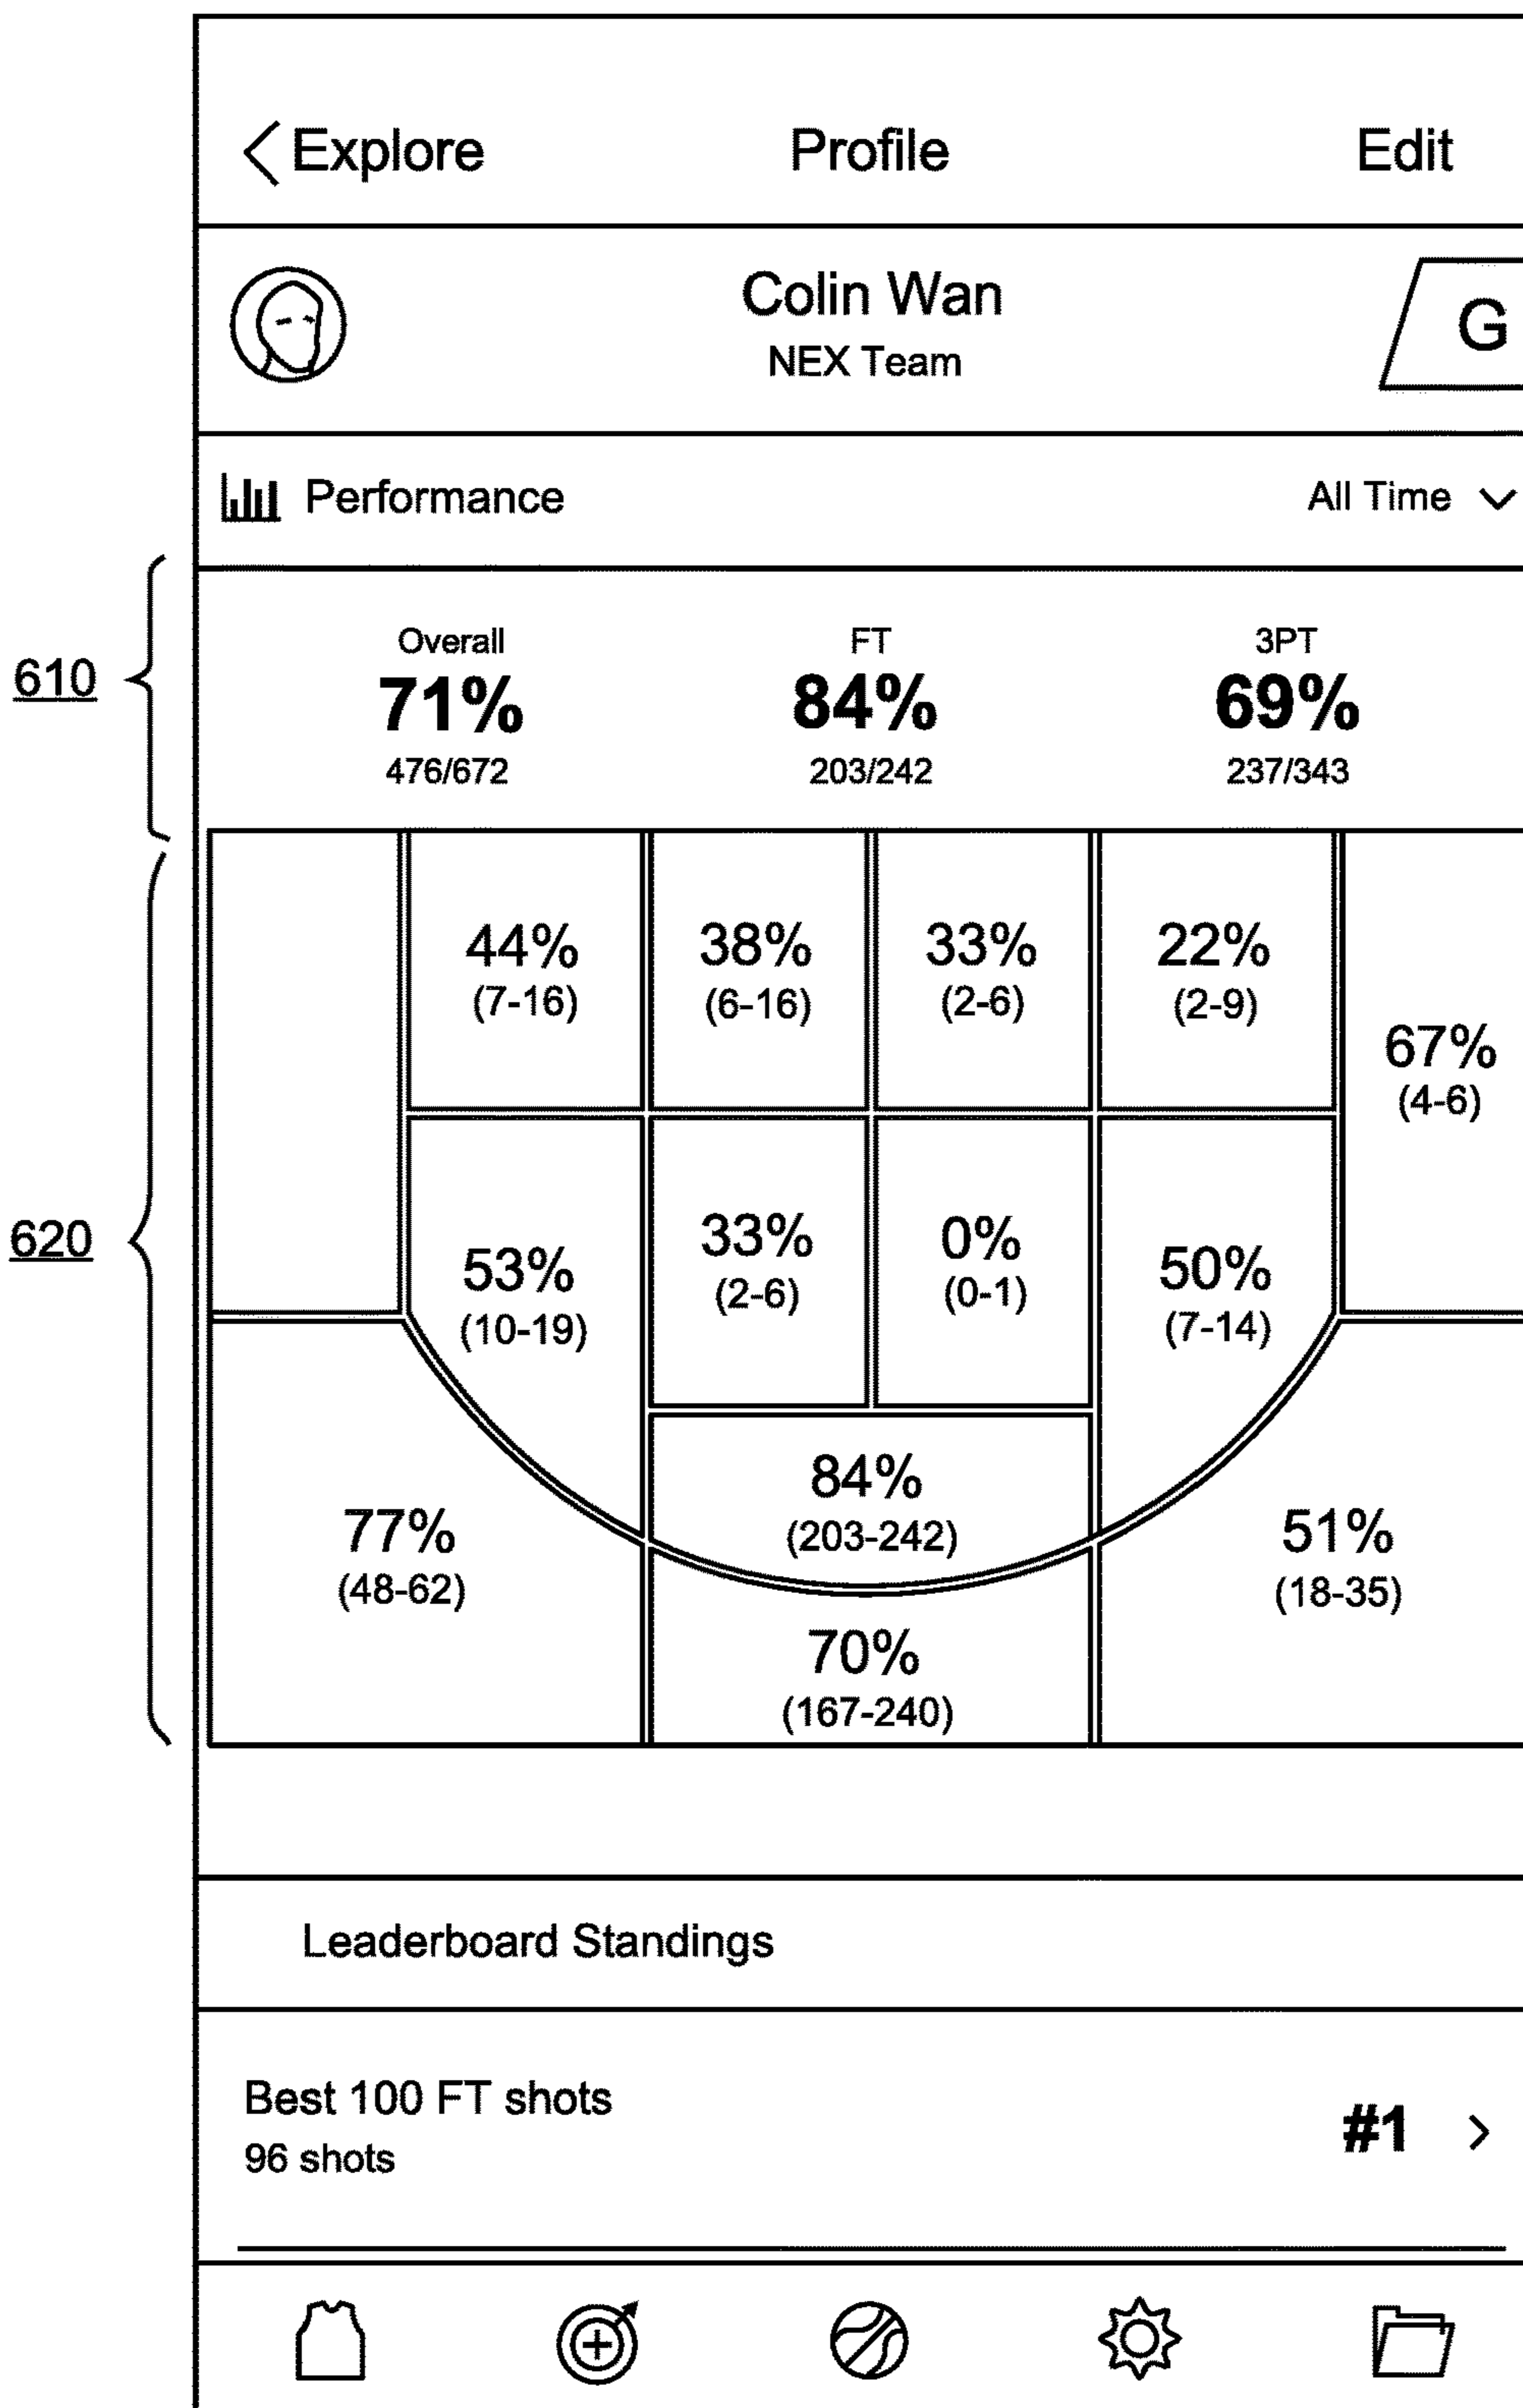 Explore Profile Edit
Colin Wan
G
NEX Team
Performance All Time
610
Overall FT 3PT
71% 84% 69%
476/672 203/242 237/343
44% 38% 33% 22%
(7-16) (6-16) (2-6) (2-9)
67%
(4-6)
620
53% 33% 0% 50%
(10-19) (2-6) (0-1) (7-14)
84%
(203-242)
77% 51%
(48-62) (18-35)
70%
(167-240)
Leaderboard Standings
Best 100 FT shots
96 shots
#1